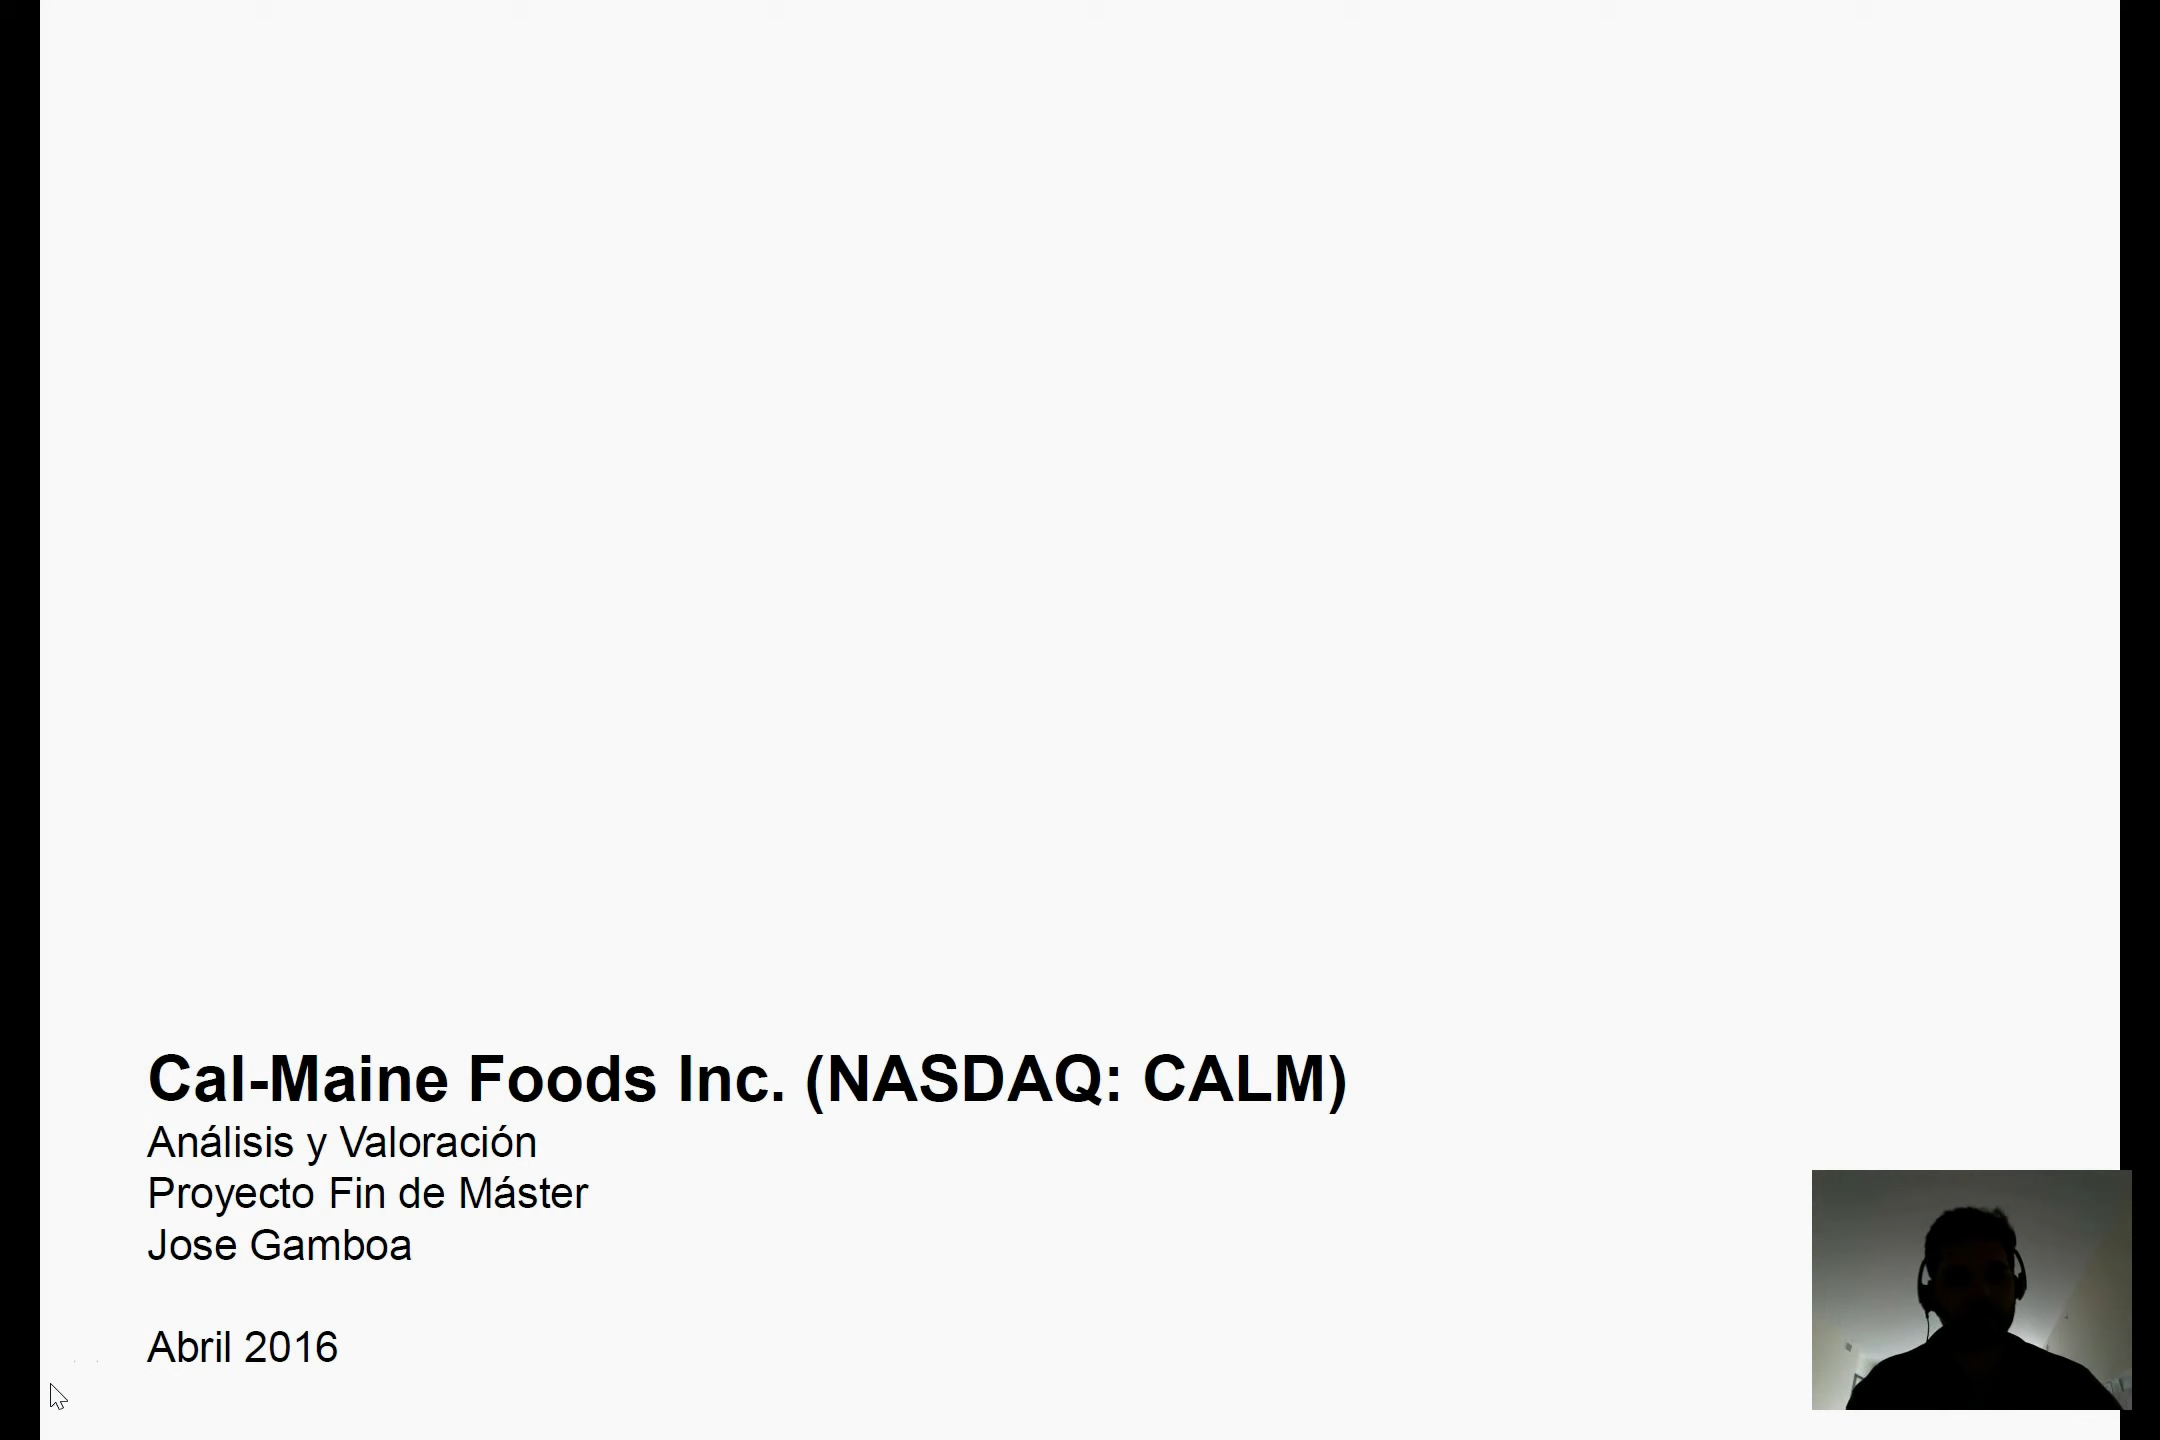 Cal-Maine Foods Inc. (NASDAQ: CALM)
Análisis y Valoración
Proyecto Fin de Máster
Jose Gamboa
Abril 2016